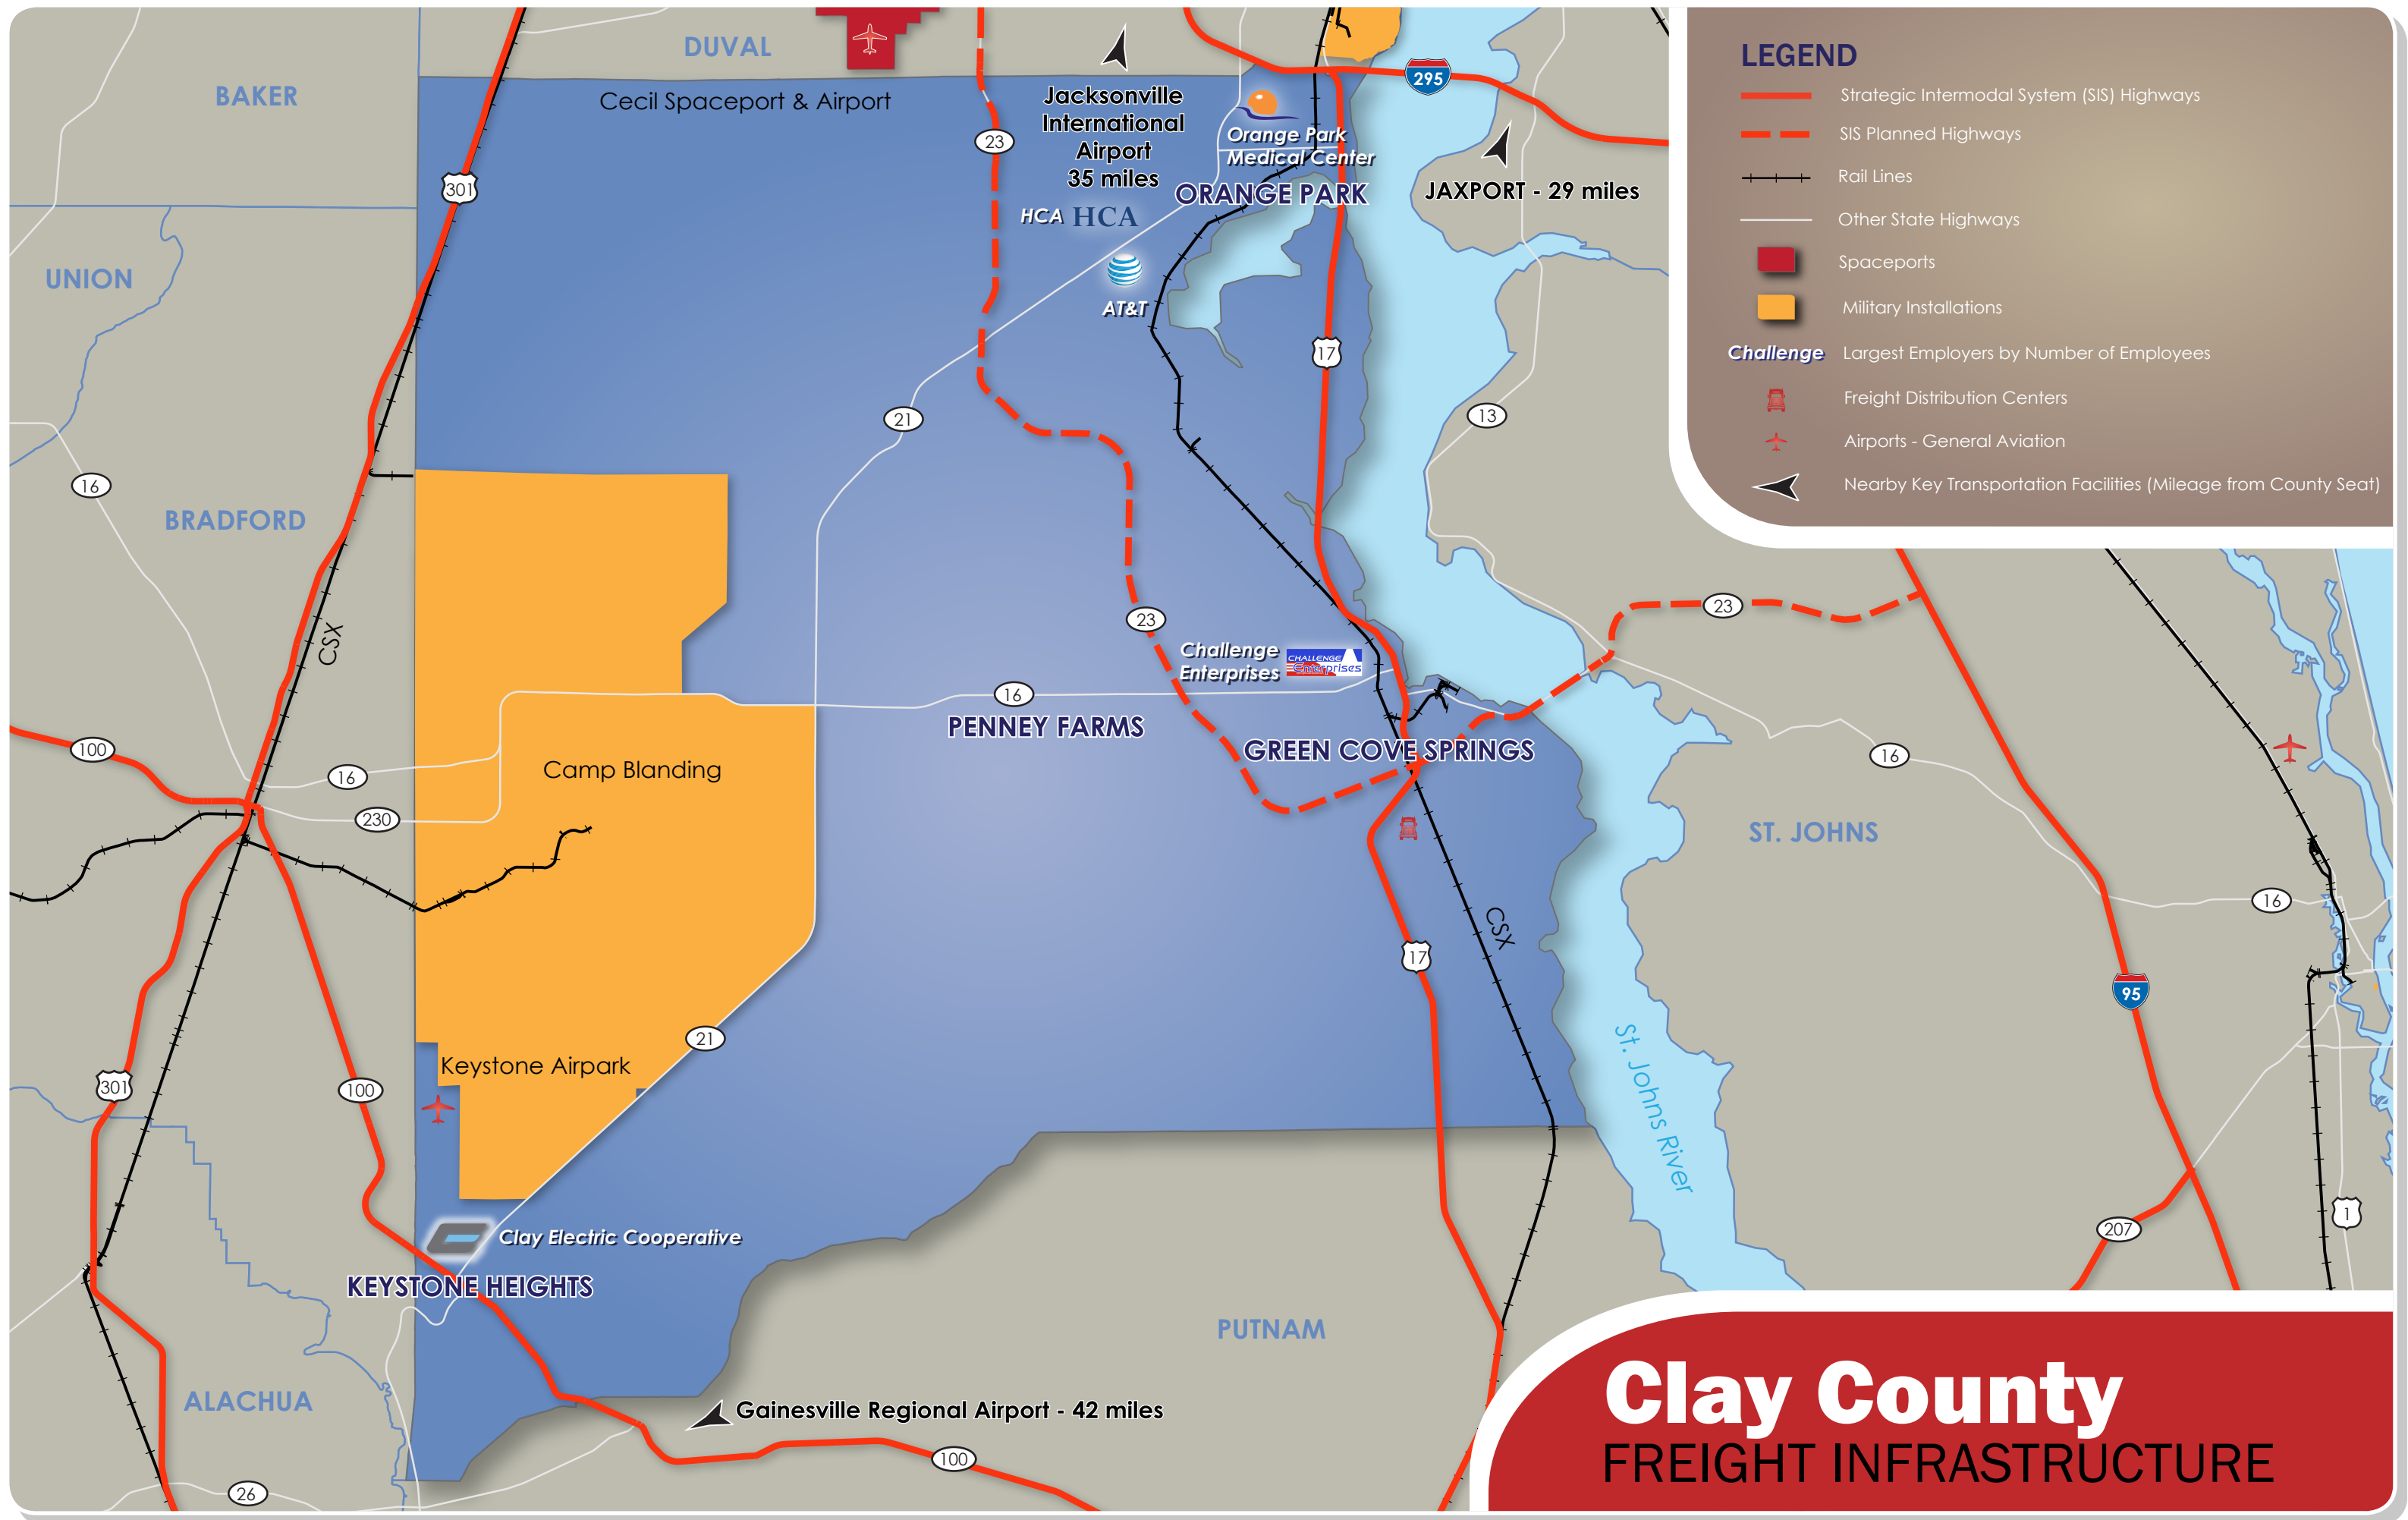 DUVAL
BAKER
Cecil Spaceport & Airport
23
Jacksonville
International
Airport
35 miles
295
Orange Park
Medical Center
ORANGE PARK
JAXPORT - 29 miles
301
HCA HCA
AT&T
UNION
17
21
13
16
BRADFORD
CSX
23
23
Challenge
Enterprises
CHALLENGE
Enterprises
16
PENNEY FARMS
GREEN COVE SPRINGS
100
16
230
Camp Blanding
16
ST. JOHNS
16
CSX
17
95
21
Keystone Airpark
301
100
St. Johns River
1
207
Clay Electric Cooperative
KEYSTONE HEIGHTS
PUTNAM
ALACHUA
Gainesville Regional Airport - 42 miles
100
26
LEGEND
Strategic Intermodal System (SIS) Highways
SIS Planned Highways
Rail Lines
Other State Highways
Spaceports
Military Installations
Challenge Largest Employers by Number of Employees
Freight Distribution Centers
Airports - General Aviation
Nearby Key Transportation Facilities (Mileage from County Seat)
Clay County
FREIGHT INFRASTRUCTURE